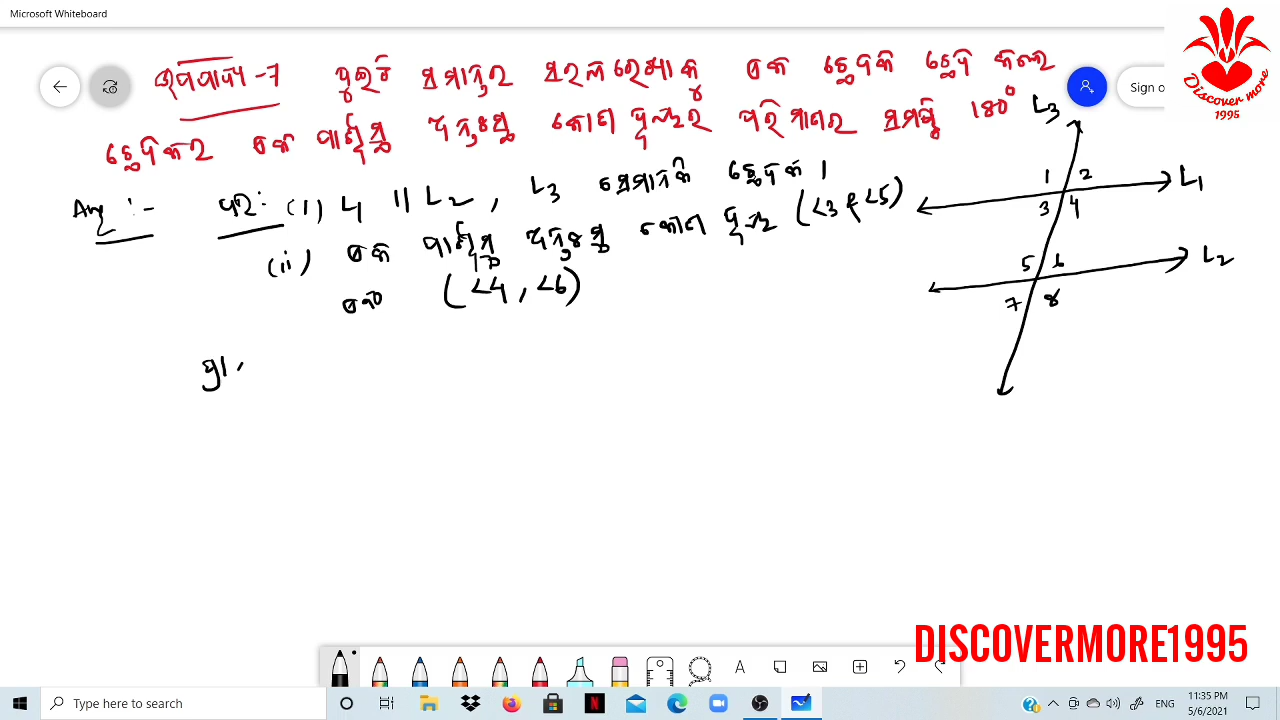 Microsoft Whiteboard
ଉପପାଦ୍ୟ -7 ଦୁଇଟି ସମାନ୍ତର ସରଳରେଖାକୁ ଏକ ଛେଦକ ଛେଦ କଲେ
ଛେଦକର ଏକ ପାର୍ଶ୍ୱସ୍ଥ ଅନ୍ତଃସ୍ଥ କୋଣ ଦ୍ୱୟର ପରିମାଣର ସମଷ୍ଟି 180°
Ans :- ଦତ୍ତ: (i) L1 || L2, L3 ସେମାନଙ୍କ ଛେଦକ ।
(ii) ଏକ ପାର୍ଶ୍ୱସ୍ଥ ଅନ୍ତଃସ୍ଥ କୋଣ ଦ୍ୱୟ (∠3 ଓ ∠5)
ଏବଂ (∠4, ∠6)
L3
1 2
L1
3 4
5 6
L2
7 8
Discover more
1995
Sign
DISCOVERMORE1995
Type here to search
ENG
11:35 PM
5/6/2021